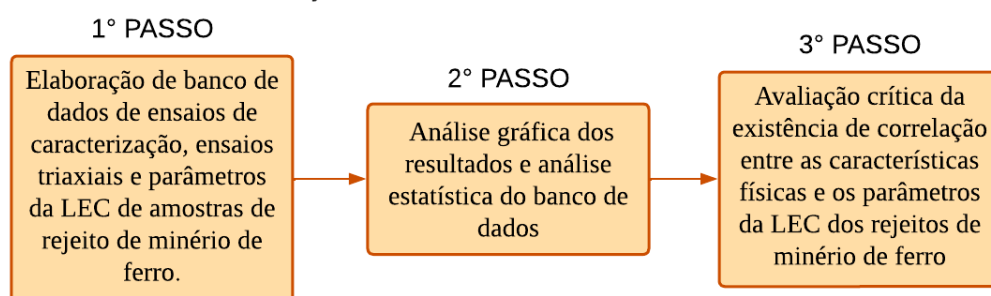 1° PASSO
Elaboração de banco de
dados de ensaios de
caracterização, ensaios
triaxiais e parâmetros
da LEC de amostras de
rejeito de minério de
ferro.
2° PASSO
Análise gráfica dos
resultados e análise
estatística do banco de
dados
3° PASSO
Avaliação crítica da
existência de correlação
entre as características
físicas e os parâmetros
da LEC dos rejeitos de
minério de ferro